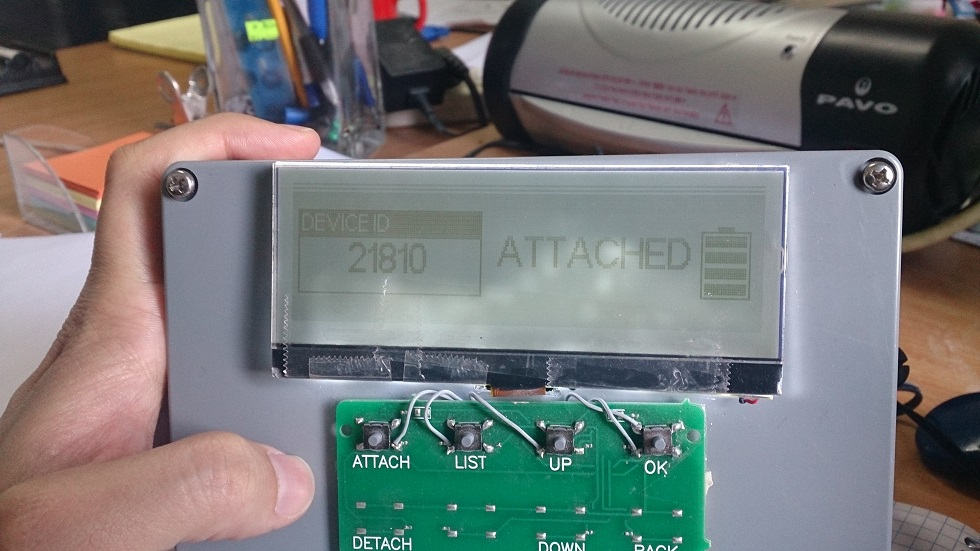 PAVO
DEVICE ID
21810
ATTACHED
ATTACH
LIST
UP
OK
DETACH
DOWN
BACK